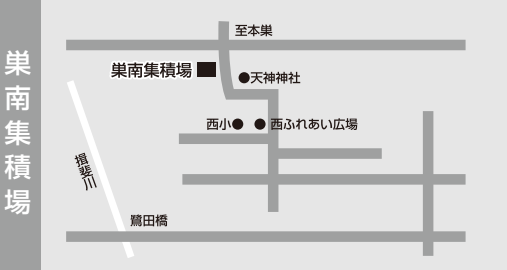 巣南集積場
至本巣
巣南集積場
天神神社
西小
西ふれあい広場
揖斐川
鷺田橋